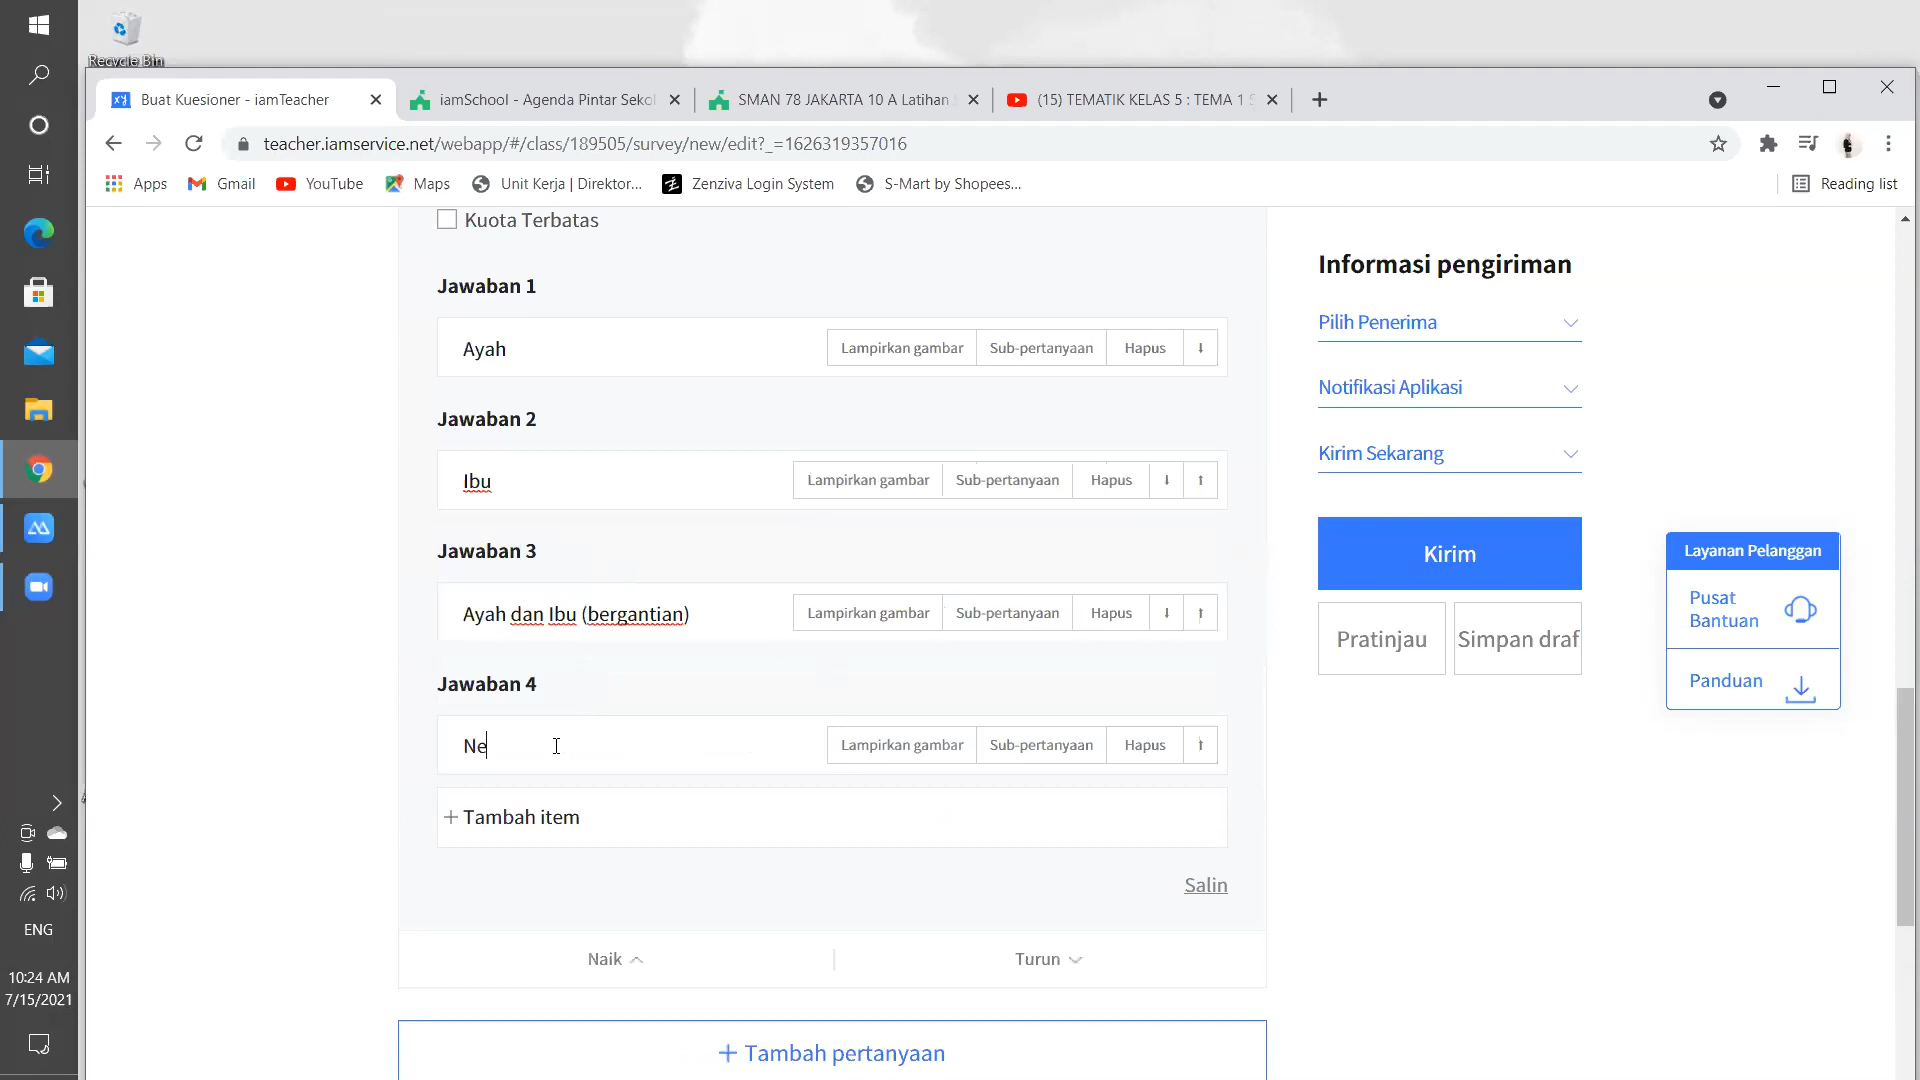 Recycle Bin
Buat Kuesioner - iamTeacher
iamSchool - Agenda Pintar Sekol
SMAN 78 JAKARTA 10 A Latihan
(15) TEMATIK KELAS 5 : TEMA 1 S
teacher.iamservice.net/webapp/#/class/189505/survey/new/edit?_=1626319357016
Apps
Gmail
YouTube
Maps
Unit Kerja | Direktor...
Zenziva Login System
S-Mart by Shopees...
Reading list
Kuota Terbatas
Jawaban 1
Ayah
Lampirkan gambar
Sub-pertanyaan
Hapus
Jawaban 2
Ibu
Lampirkan gambar
Sub-pertanyaan
Hapus
Jawaban 3
Ayah dan Ibu (bergantian)
Lampirkan gambar
Sub-pertanyaan
Hapus
Jawaban 4
Ne
Lampirkan gambar
Sub-pertanyaan
Hapus
+ Tambah item
Salin
Naik
Turun
+ Tambah pertanyaan
Informasi pengiriman
Pilih Penerima
Notifikasi Aplikasi
Kirim Sekarang
Kirim
Pratinjau
Simpan draf
Layanan Pelanggan
Pusat
Bantuan
Panduan
ENG
10:24 AM
7/15/2021